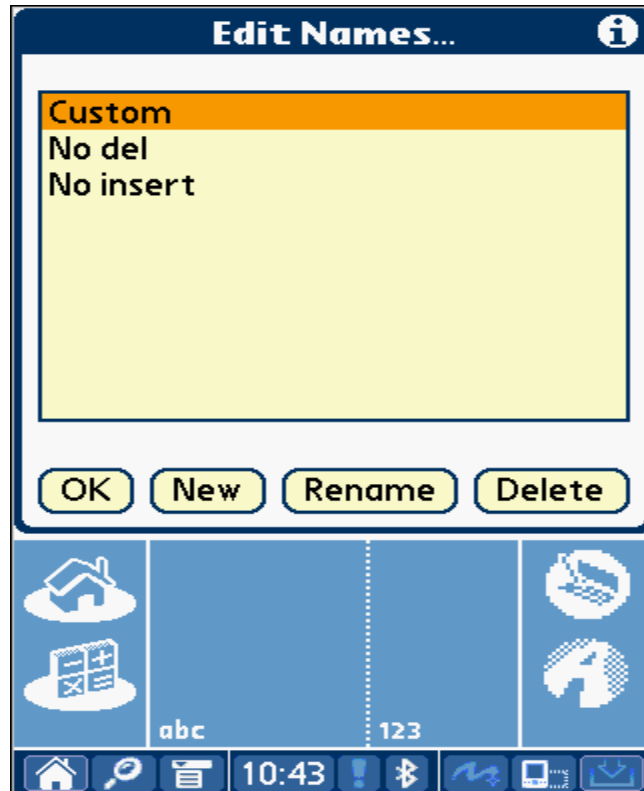 Edit Names...
Custom
No del
No insert
OK New Rename Delete
abc 123
10:43